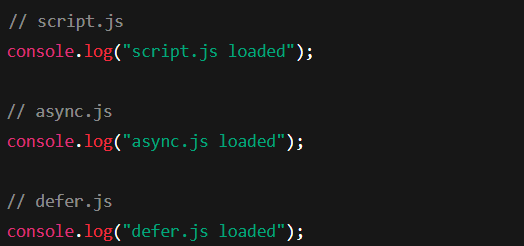 // script.js
console.log("script.js loaded");
// async.js
console.log("async.js loaded");
// defer.js
console.log("defer.js loaded");